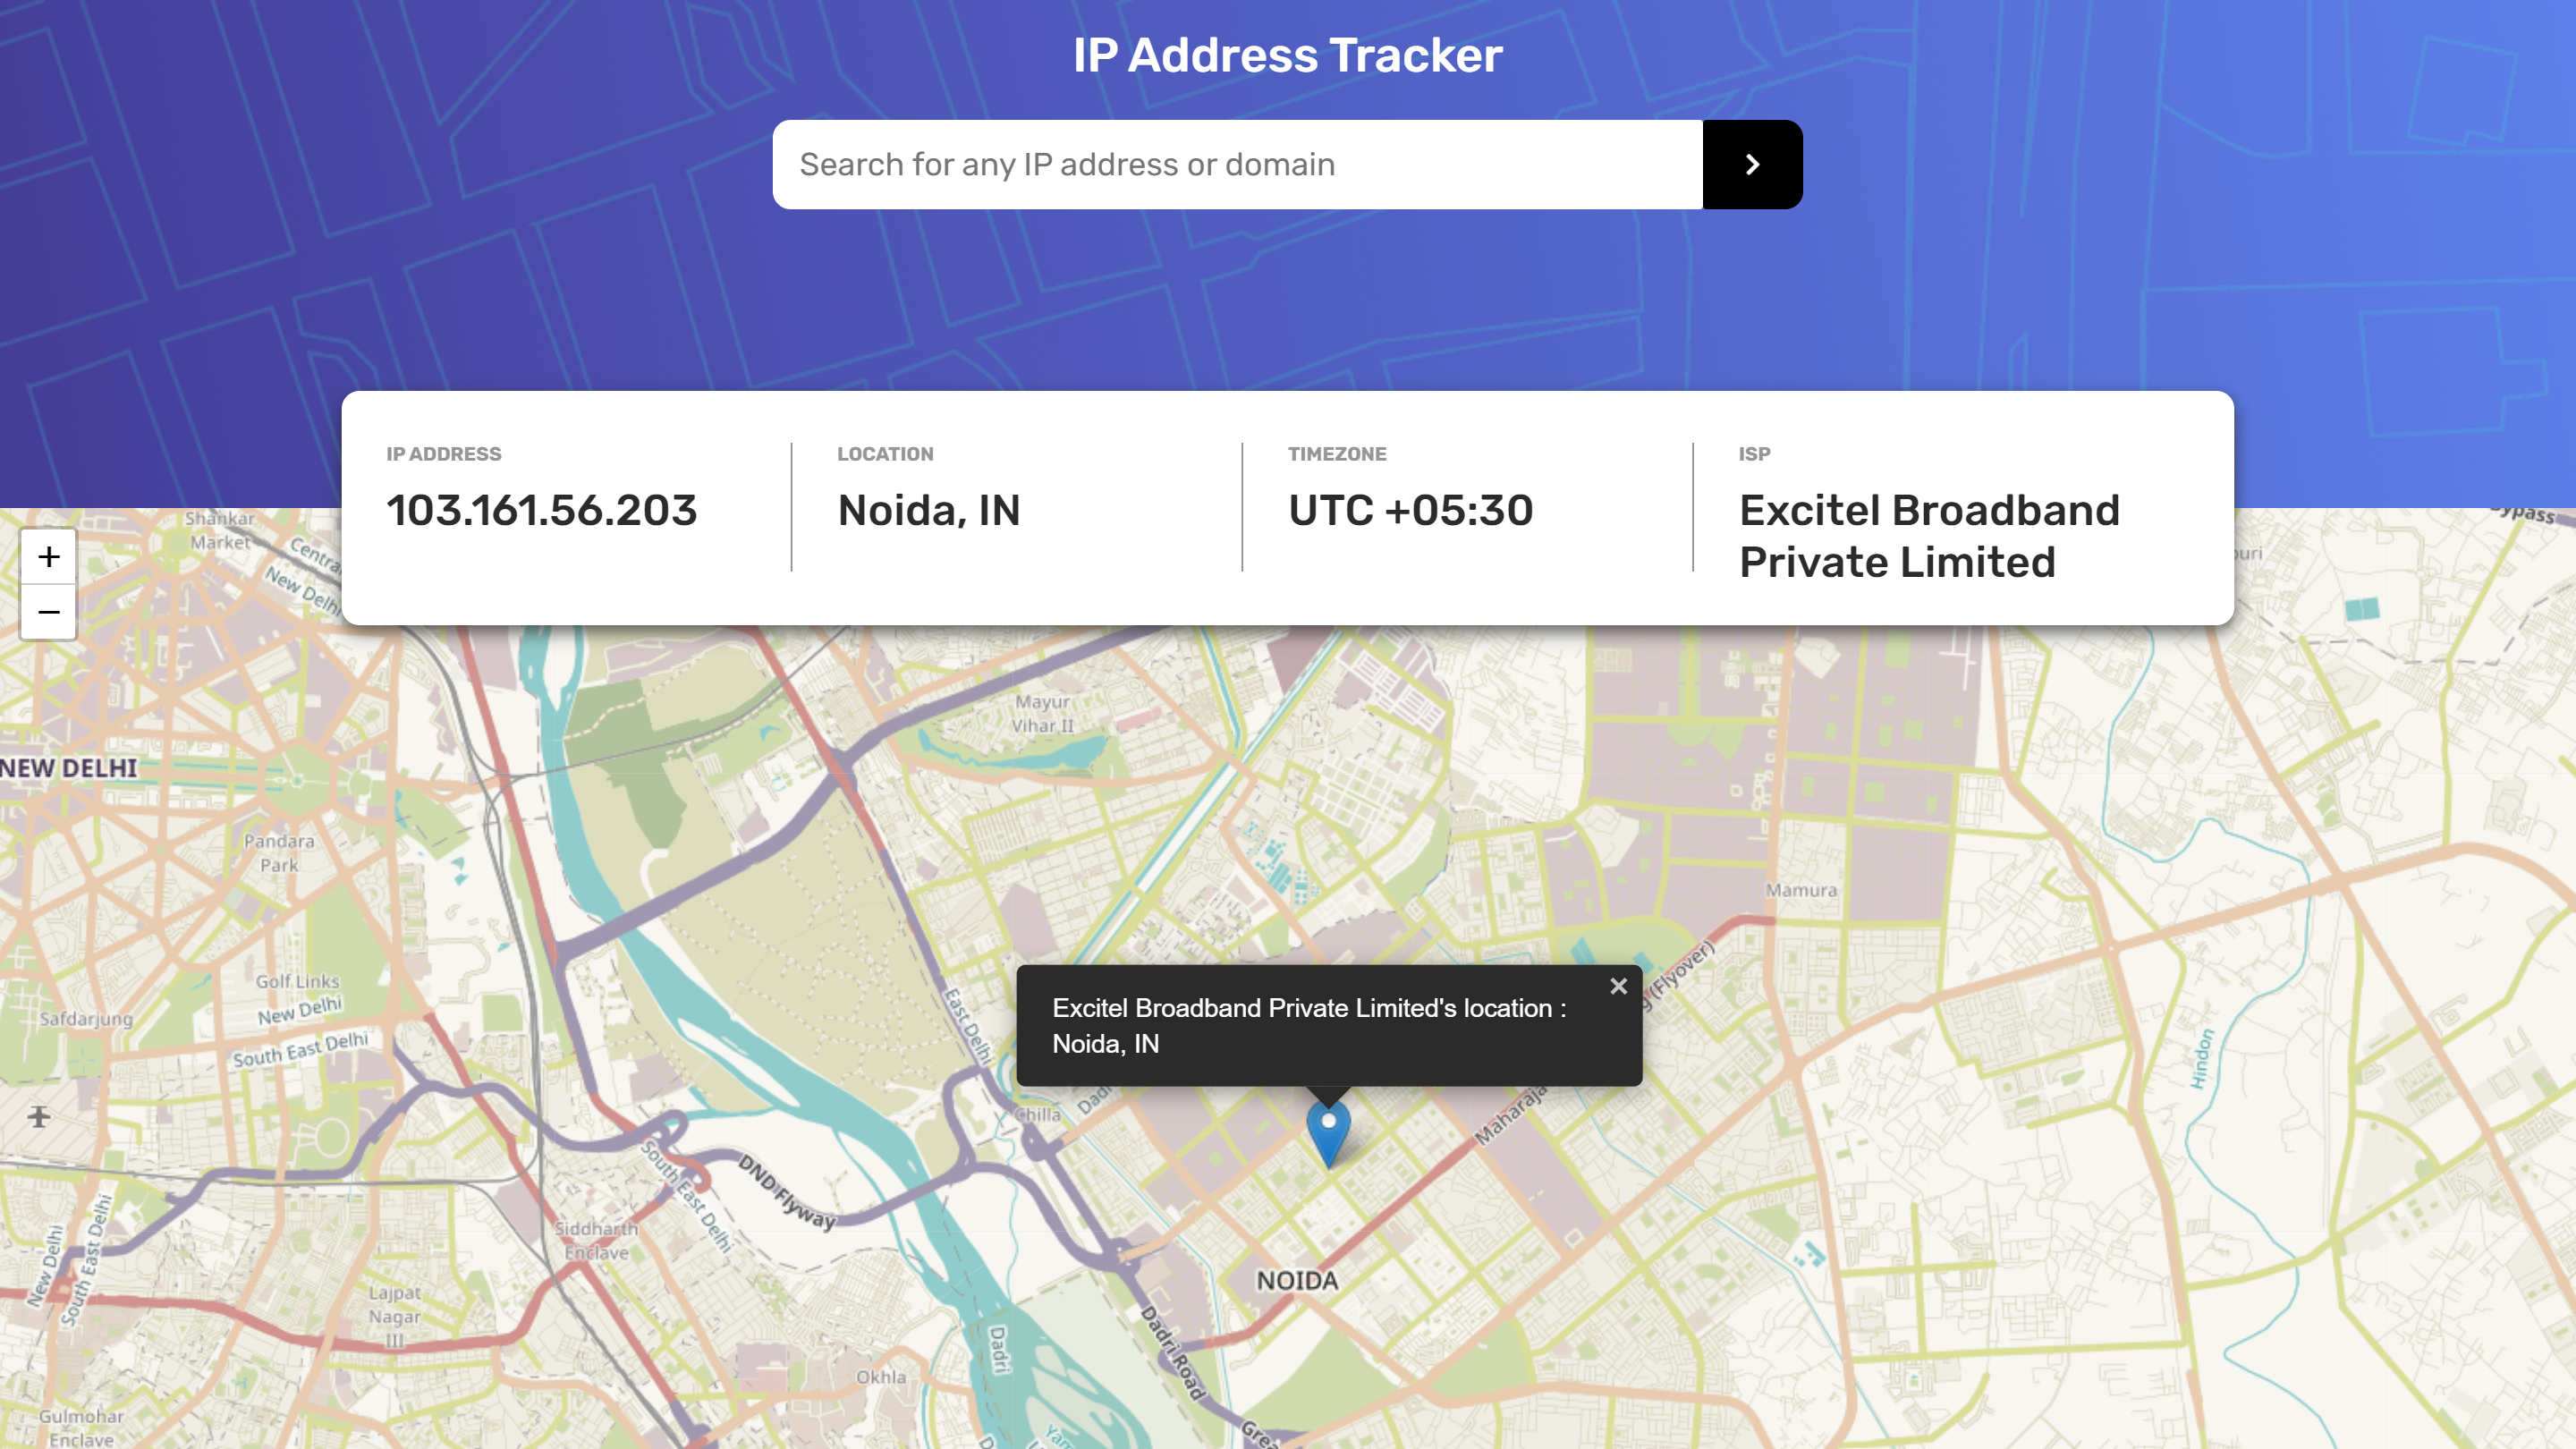 IP Address Tracker
Search for any IP address or domain
IP ADDRESS
103.161.56.203
LOCATION
Noida, IN
TIMEZONE
UTC +05:30
ISP
Excitel Broadband
Private Limited
+
−
Shankar
Market
New Delhi
Bypass
Mayur
Vihar II
NEW DELHI
Pandara
Park
Mamura
Golf Links
New Delhi
Safdarjung
South East Delhi
East Delhi
(Flyover)
Excitel Broadband Private Limited's location :
Noida, IN
×
Hindon
Chilla
Maharaja
DND Flyway
South East Delhi
Siddharth
Enclave
New Delhi
South East Delhi
NOIDA
Lajpat
Nagar
III
Dadri
Dadri Road
Okhla
Gulmohar
Enclave